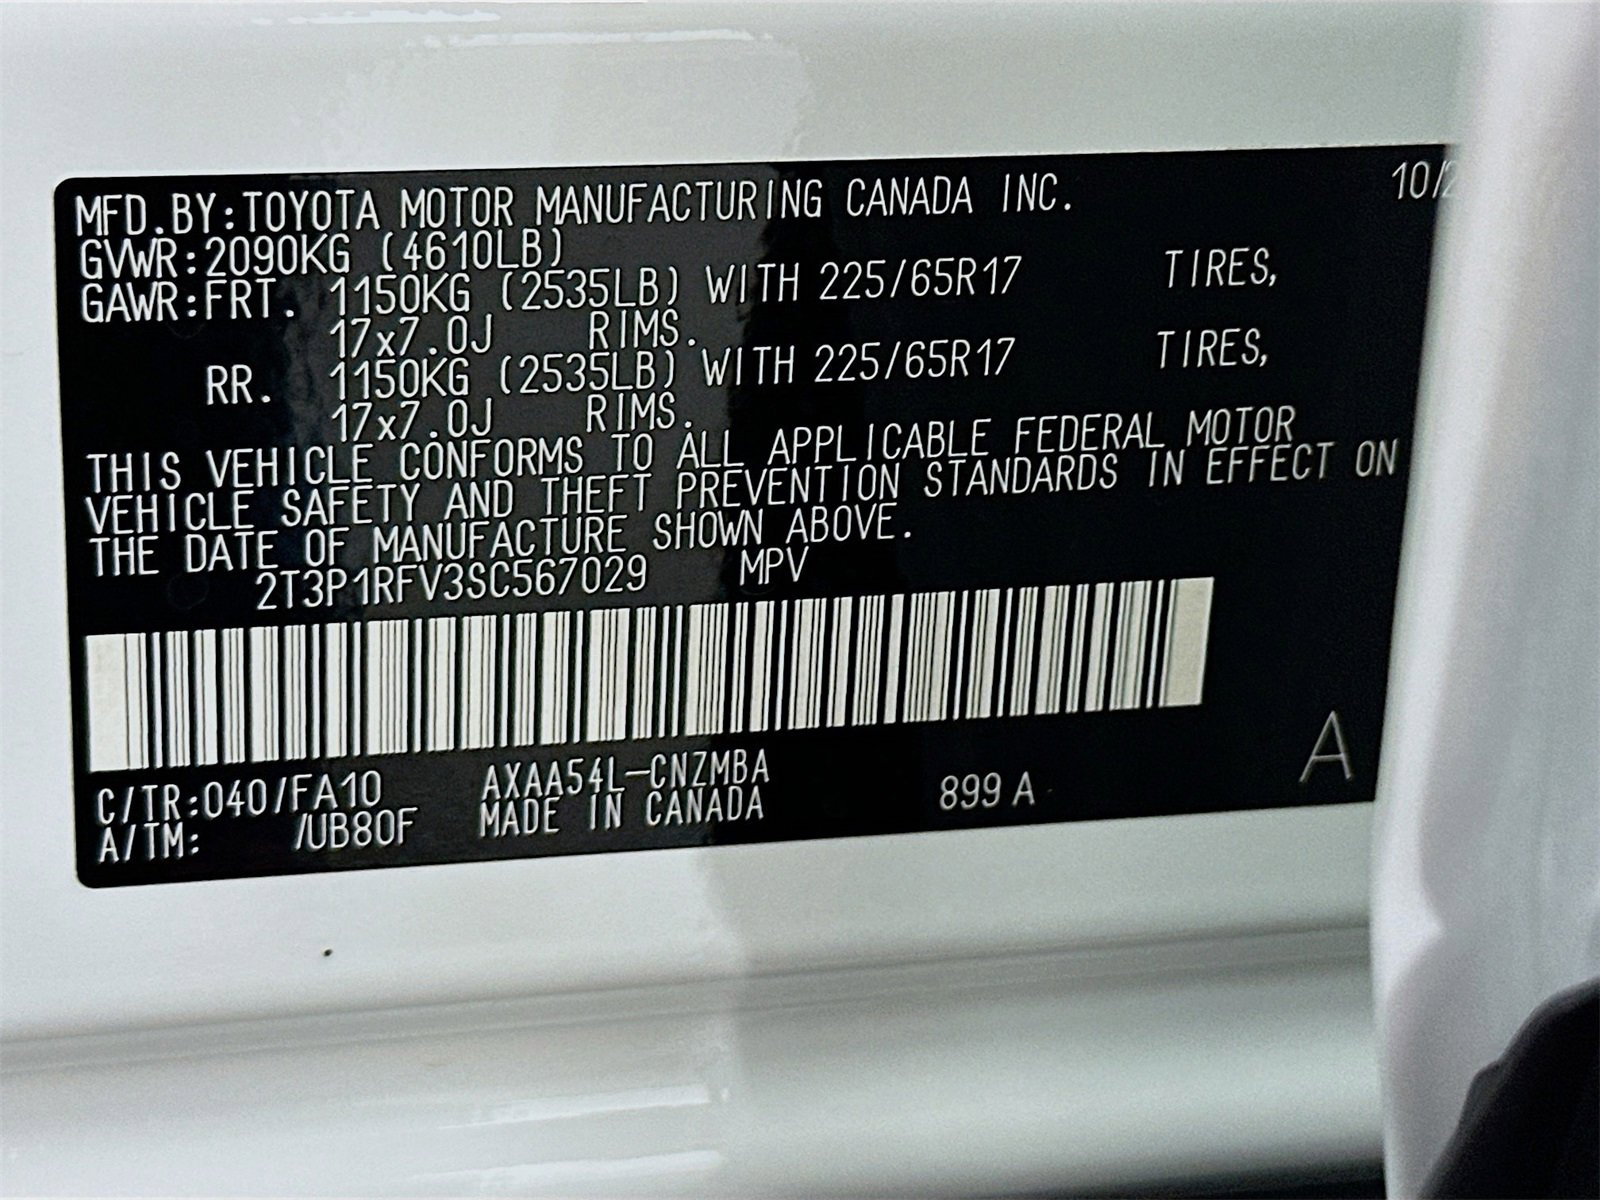 MFD.BY:TOYOTA MOTOR MANUFACTURING CANADA INC. 10/2
GVWR:2090KG (4610LB)
GAWR:FRT. 1150KG (2535LB) WITH 225/65R17 TIRES,
17x7.0J RIMS.
RR. 1150KG (2535LB) WITH 225/65R17 TIRES,
17x7.0J RIMS.
THIS VEHICLE CONFORMS TO ALL APPLICABLE FEDERAL MOTOR
VEHICLE SAFETY AND THEFT PREVENTION STANDARDS IN EFFECT ON
THE DATE OF MANUFACTURE SHOWN ABOVE.
2T3P1RFV3SC567029 MPV
C/TR:040/FA10 AXAA54L-CNZMBA 899 A A
A/TM: /UB80F MADE IN CANADA